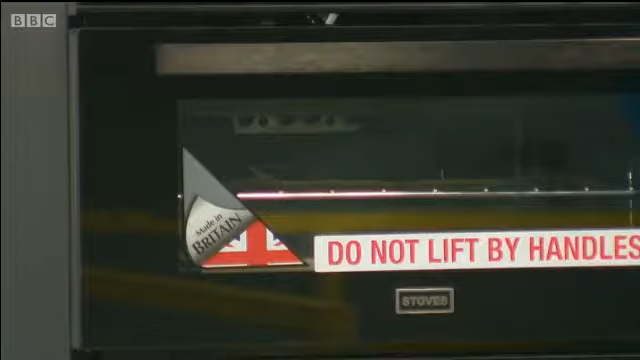 BBC
Made in
BRITAIN
DO NOT LIFT BY HANDLES
STOVES